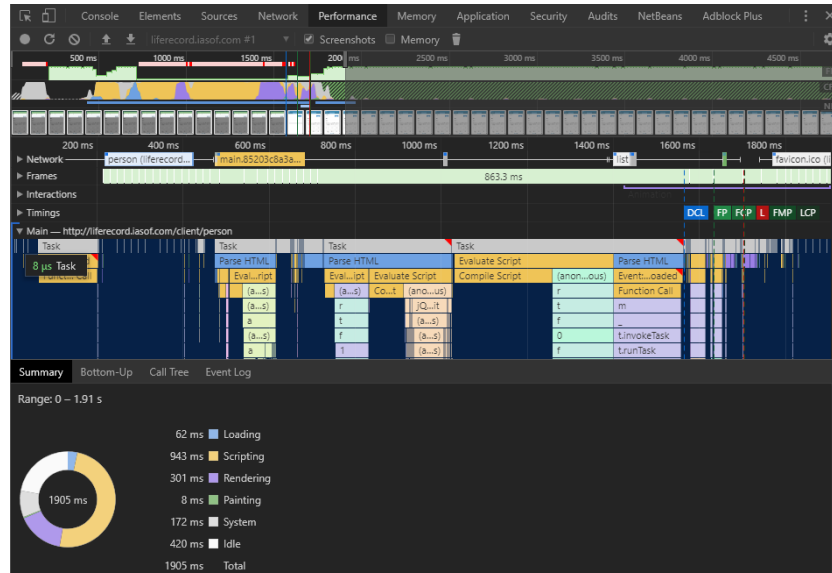 Console Elements Sources Network Performance Memory Application Security Audits NetBeans Adblock Plus
liferecord.iasof.com #1 Screenshots Memory
500 ms 1000 ms 1500 ms 200 ms 2500 ms 3000 ms 3500 ms 4000 ms 4500 ms
200 ms 400 ms 600 ms 800 ms 1000 ms 1200 ms 1400 ms 1600 ms 1800 ms
Network person (liferecord... main.85203c8a3a... list favicon.ico (li
Frames 863.3 ms
Interactions
Timings DCL FP FCP L FMP LCP
Main — http://liferecord.iasof.com/client/person
Task Task Task Task
8 μs Task Parse HTML Parse HTML Evaluate Script Parse HTML
Funct... Call Eval...ript Eval...ipt Evaluate Script Compile Script (anon...ous) Event:...oaded
(a...s) (a...s) Co...t (ano...us) r Function Call
(a...s) r jQ...it t m
a t (a...s) f _
(a...s) f (a...s) 0 t.invokeTask
a 1 (a...s) f t.runTask
Summary Bottom-Up Call Tree Event Log
Range: 0 – 1.91 s
62 ms Loading
943 ms Scripting
301 ms Rendering
1905 ms 8 ms Painting
172 ms System
420 ms Idle
1905 ms Total